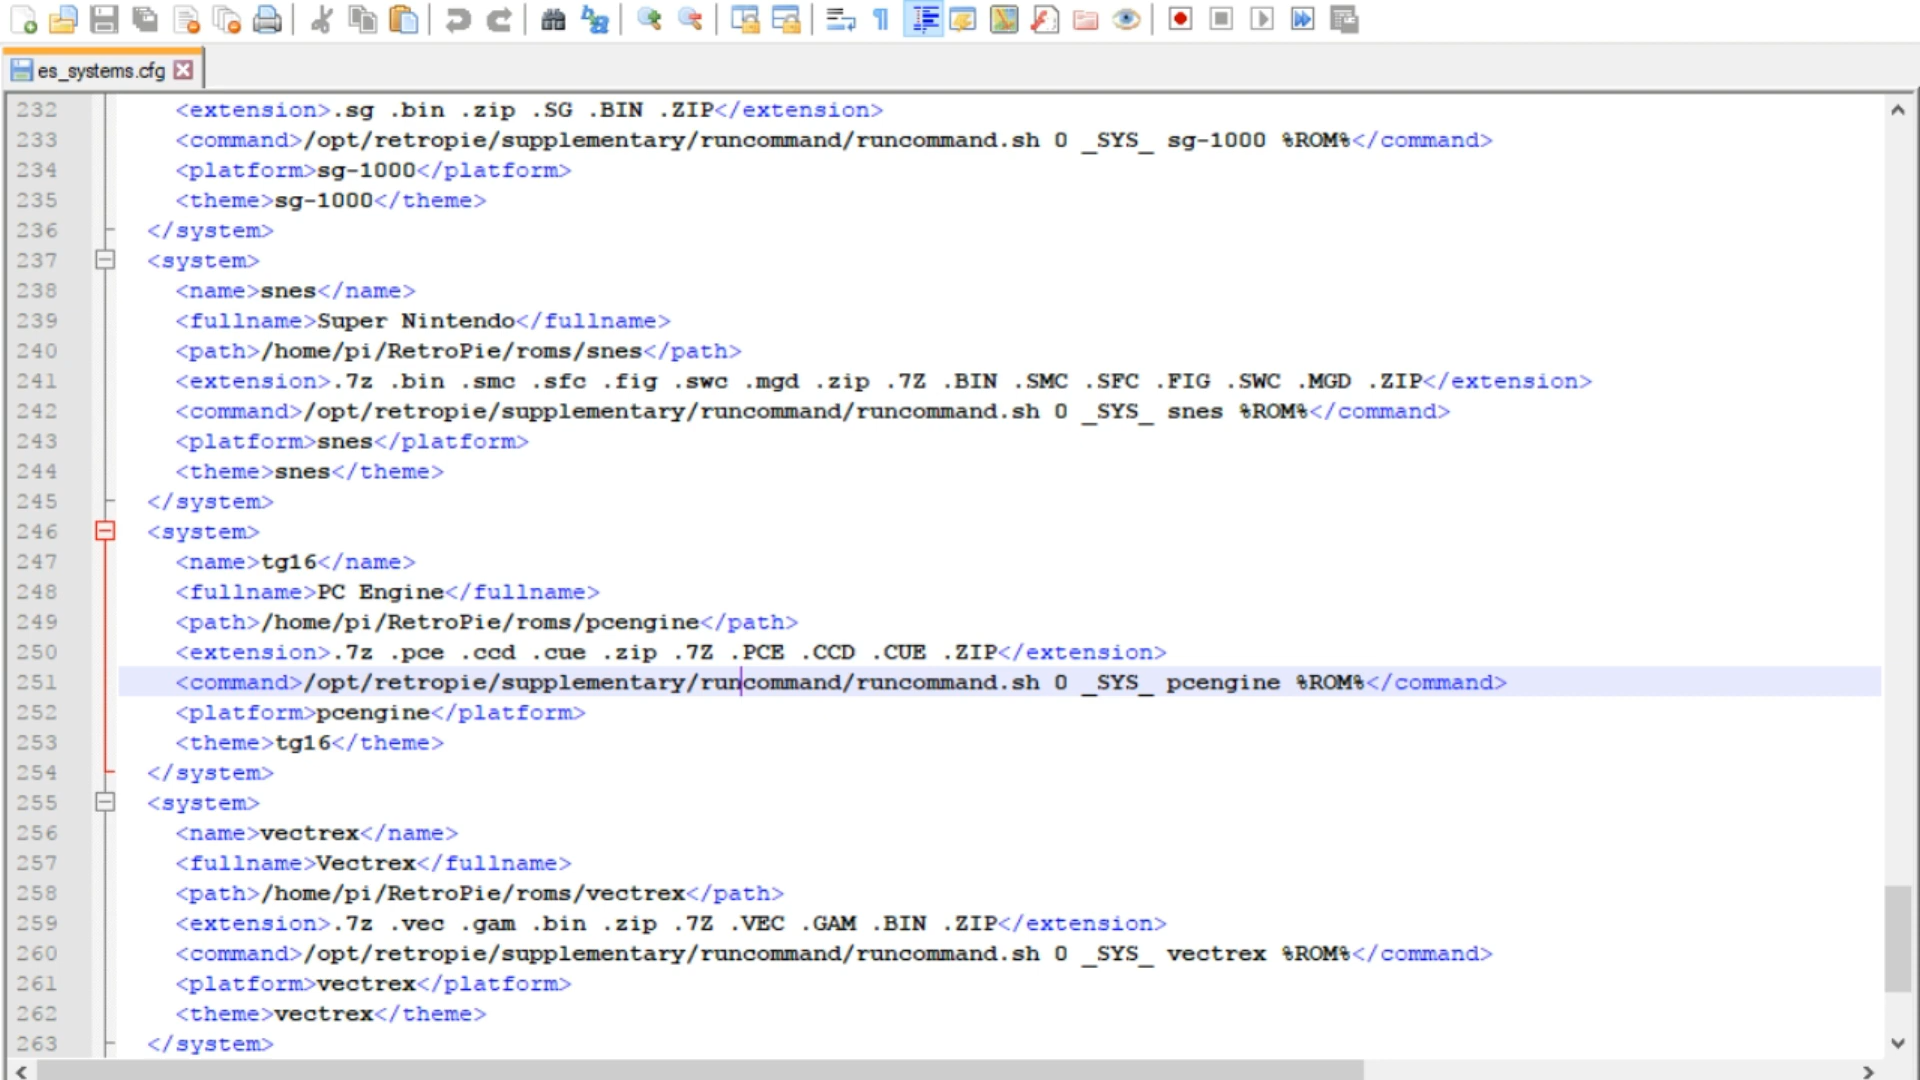 es_systems.cfg
232 <extension>.sg .bin .zip .SG .BIN .ZIP</extension>
233 <command>/opt/retropie/supplementary/runcommand/runcommand.sh 0 _SYS_ sg-1000 %ROM%</command>
234 <platform>sg-1000</platform>
235 <theme>sg-1000</theme>
236 </system>
237 <system>
238 <name>snes</name>
239 <fullname>Super Nintendo</fullname>
240 <path>/home/pi/RetroPie/roms/snes</path>
241 <extension>.7z .bin .smc .sfc .fig .swc .mgd .zip .7Z .BIN .SMC .SFC .FIG .SWC .MGD .ZIP</extension>
242 <command>/opt/retropie/supplementary/runcommand/runcommand.sh 0 _SYS_ snes %ROM%</command>
243 <platform>snes</platform>
244 <theme>snes</theme>
245 </system>
246 <system>
247 <name>tg16</name>
248 <fullname>PC Engine</fullname>
249 <path>/home/pi/RetroPie/roms/pcengine</path>
250 <extension>.7z .pce .ccd .cue .zip .7Z .PCE .CCD .CUE .ZIP</extension>
251 <command>/opt/retropie/supplementary/runcommand/runcommand.sh 0 _SYS_ pcengine %ROM%</command>
252 <platform>pcengine</platform>
253 <theme>tg16</theme>
254 </system>
255 <system>
256 <name>vectrex</name>
257 <fullname>Vectrex</fullname>
258 <path>/home/pi/RetroPie/roms/vectrex</path>
259 <extension>.7z .vec .gam .bin .zip .7Z .VEC .GAM .BIN .ZIP</extension>
260 <command>/opt/retropie/supplementary/runcommand/runcommand.sh 0 _SYS_ vectrex %ROM%</command>
261 <platform>vectrex</platform>
262 <theme>vectrex</theme>
263 </system>